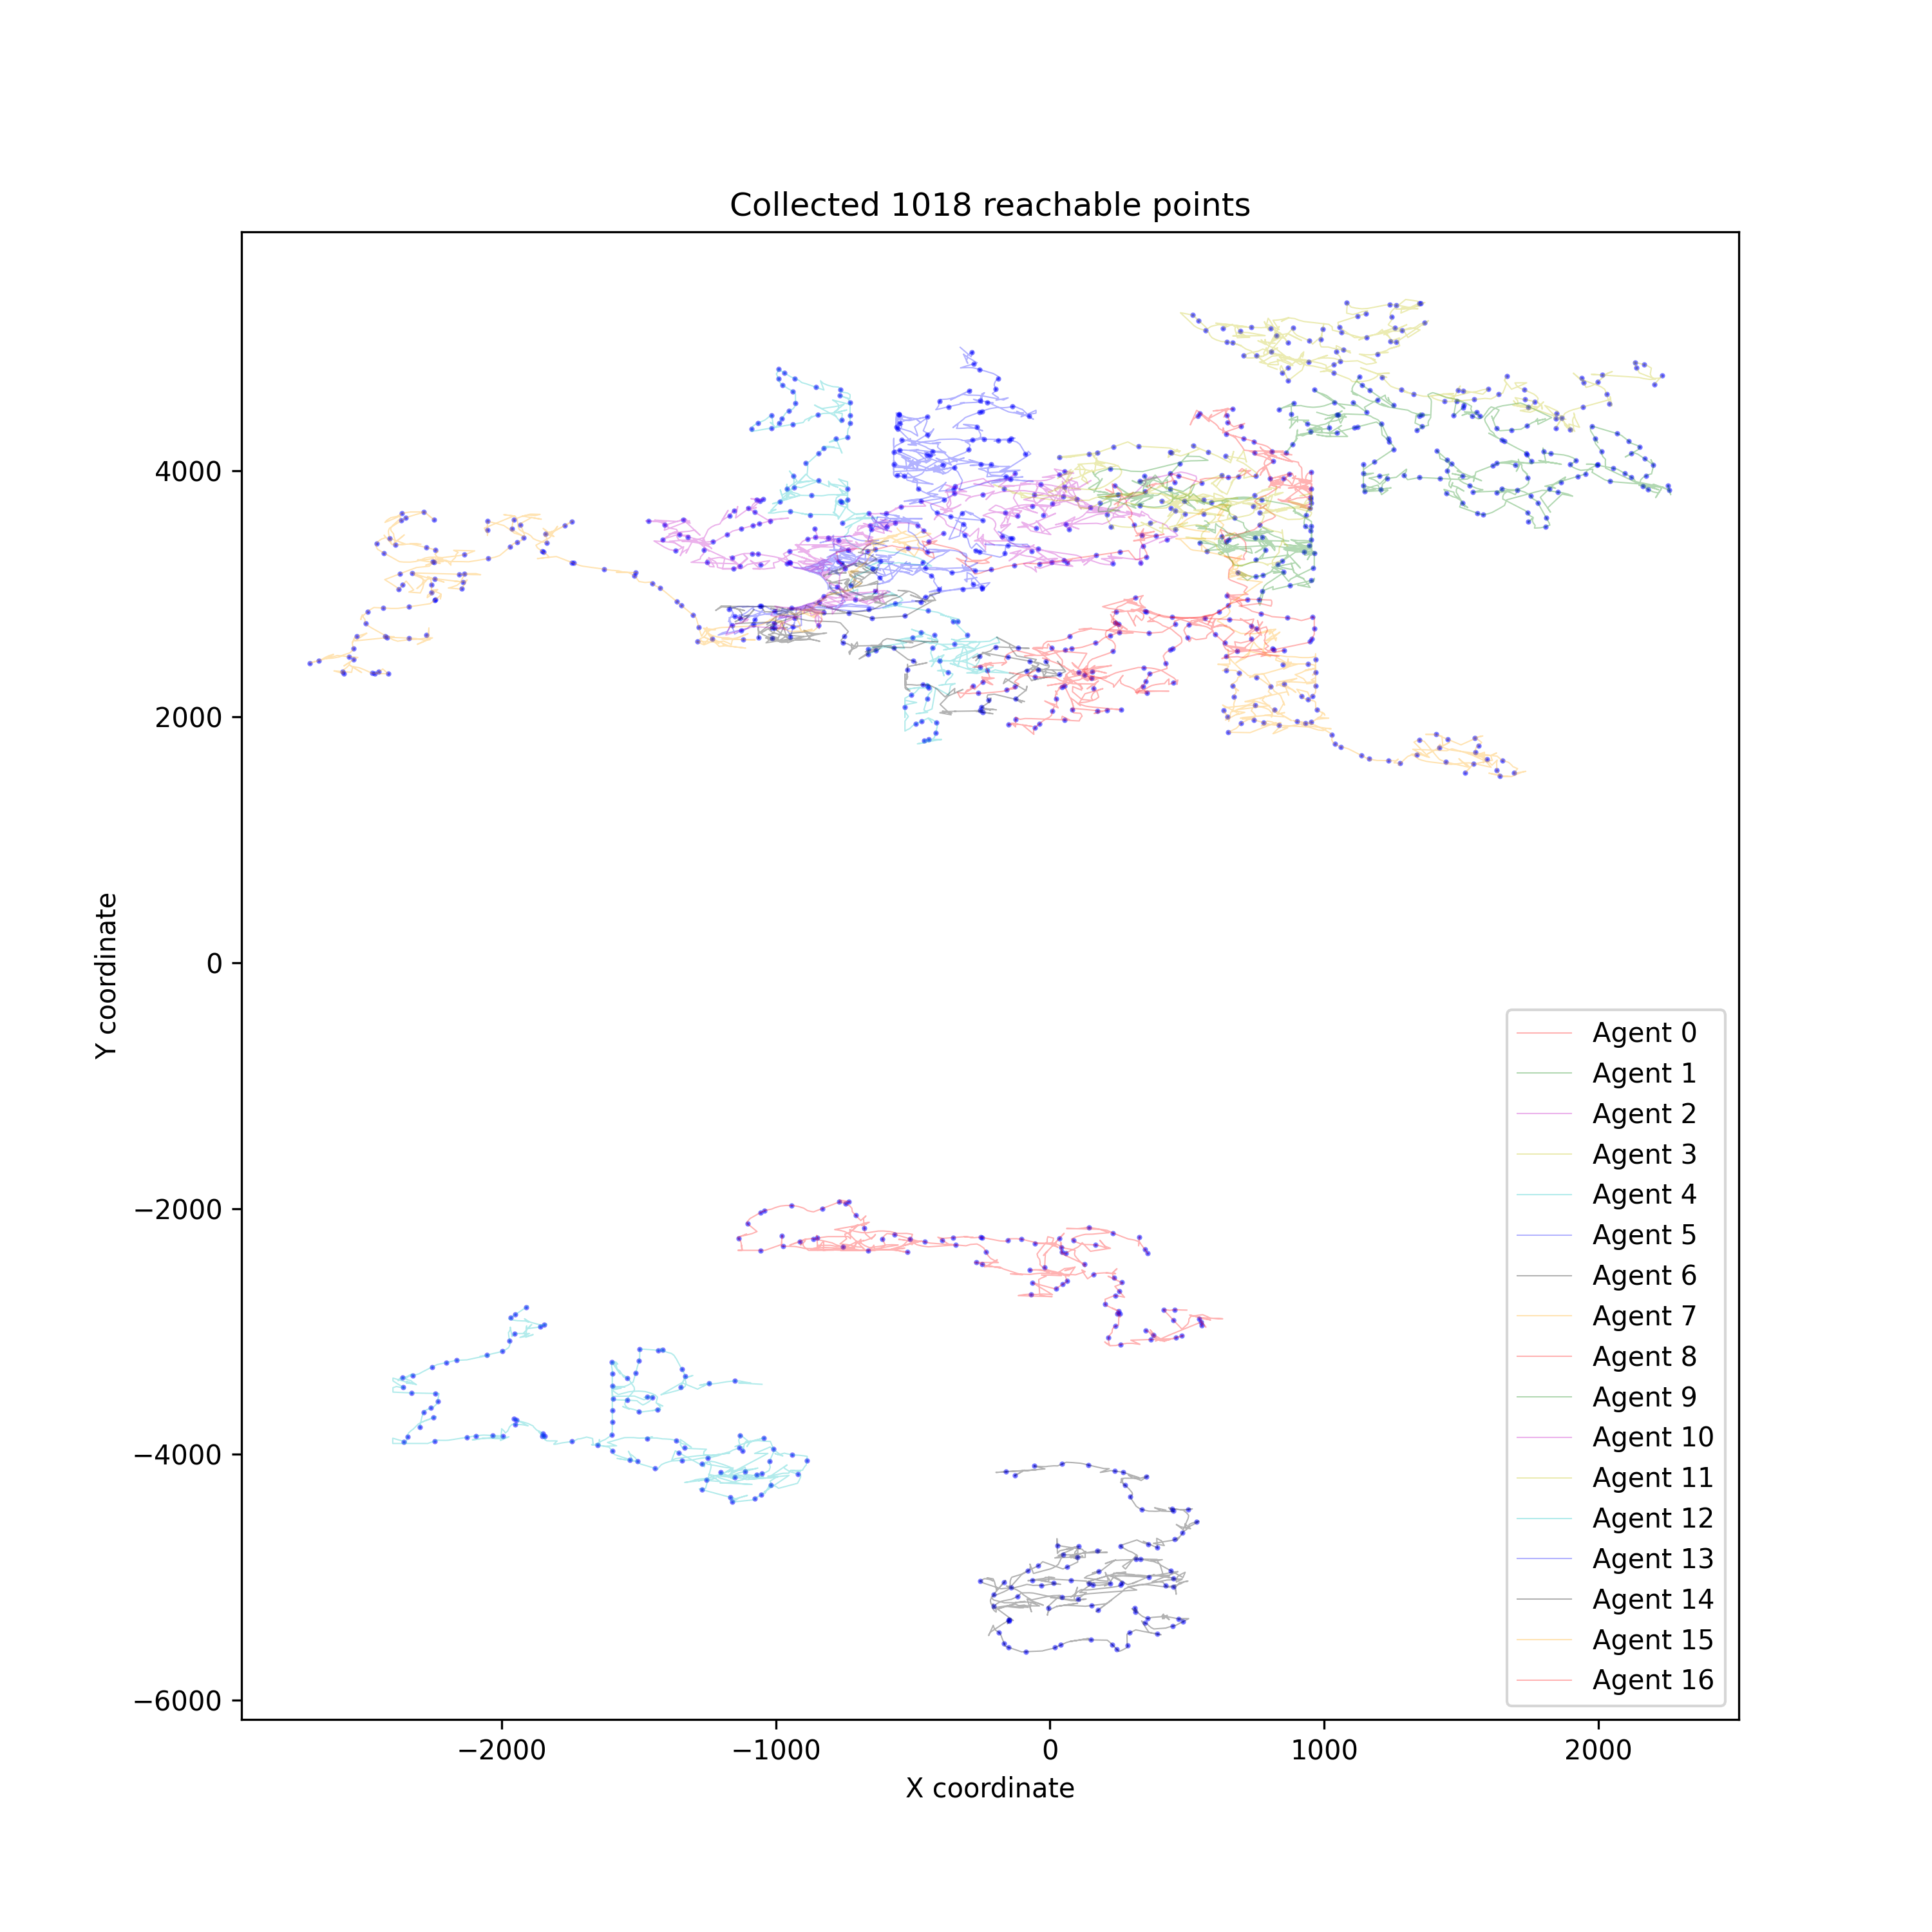 Collected 1018 reachable points
4000
2000
0
−2000
−4000
−6000
Y coordinate
−2000
−1000
0
1000
2000
X coordinate
Agent 0
Agent 1
Agent 2
Agent 3
Agent 4
Agent 5
Agent 6
Agent 7
Agent 8
Agent 9
Agent 10
Agent 11
Agent 12
Agent 13
Agent 14
Agent 15
Agent 16